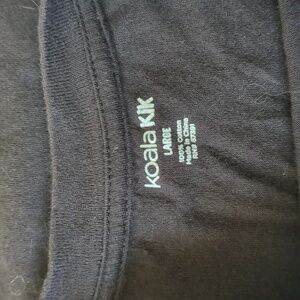 koala KIK
LARGE
100% Cotton
Made in China